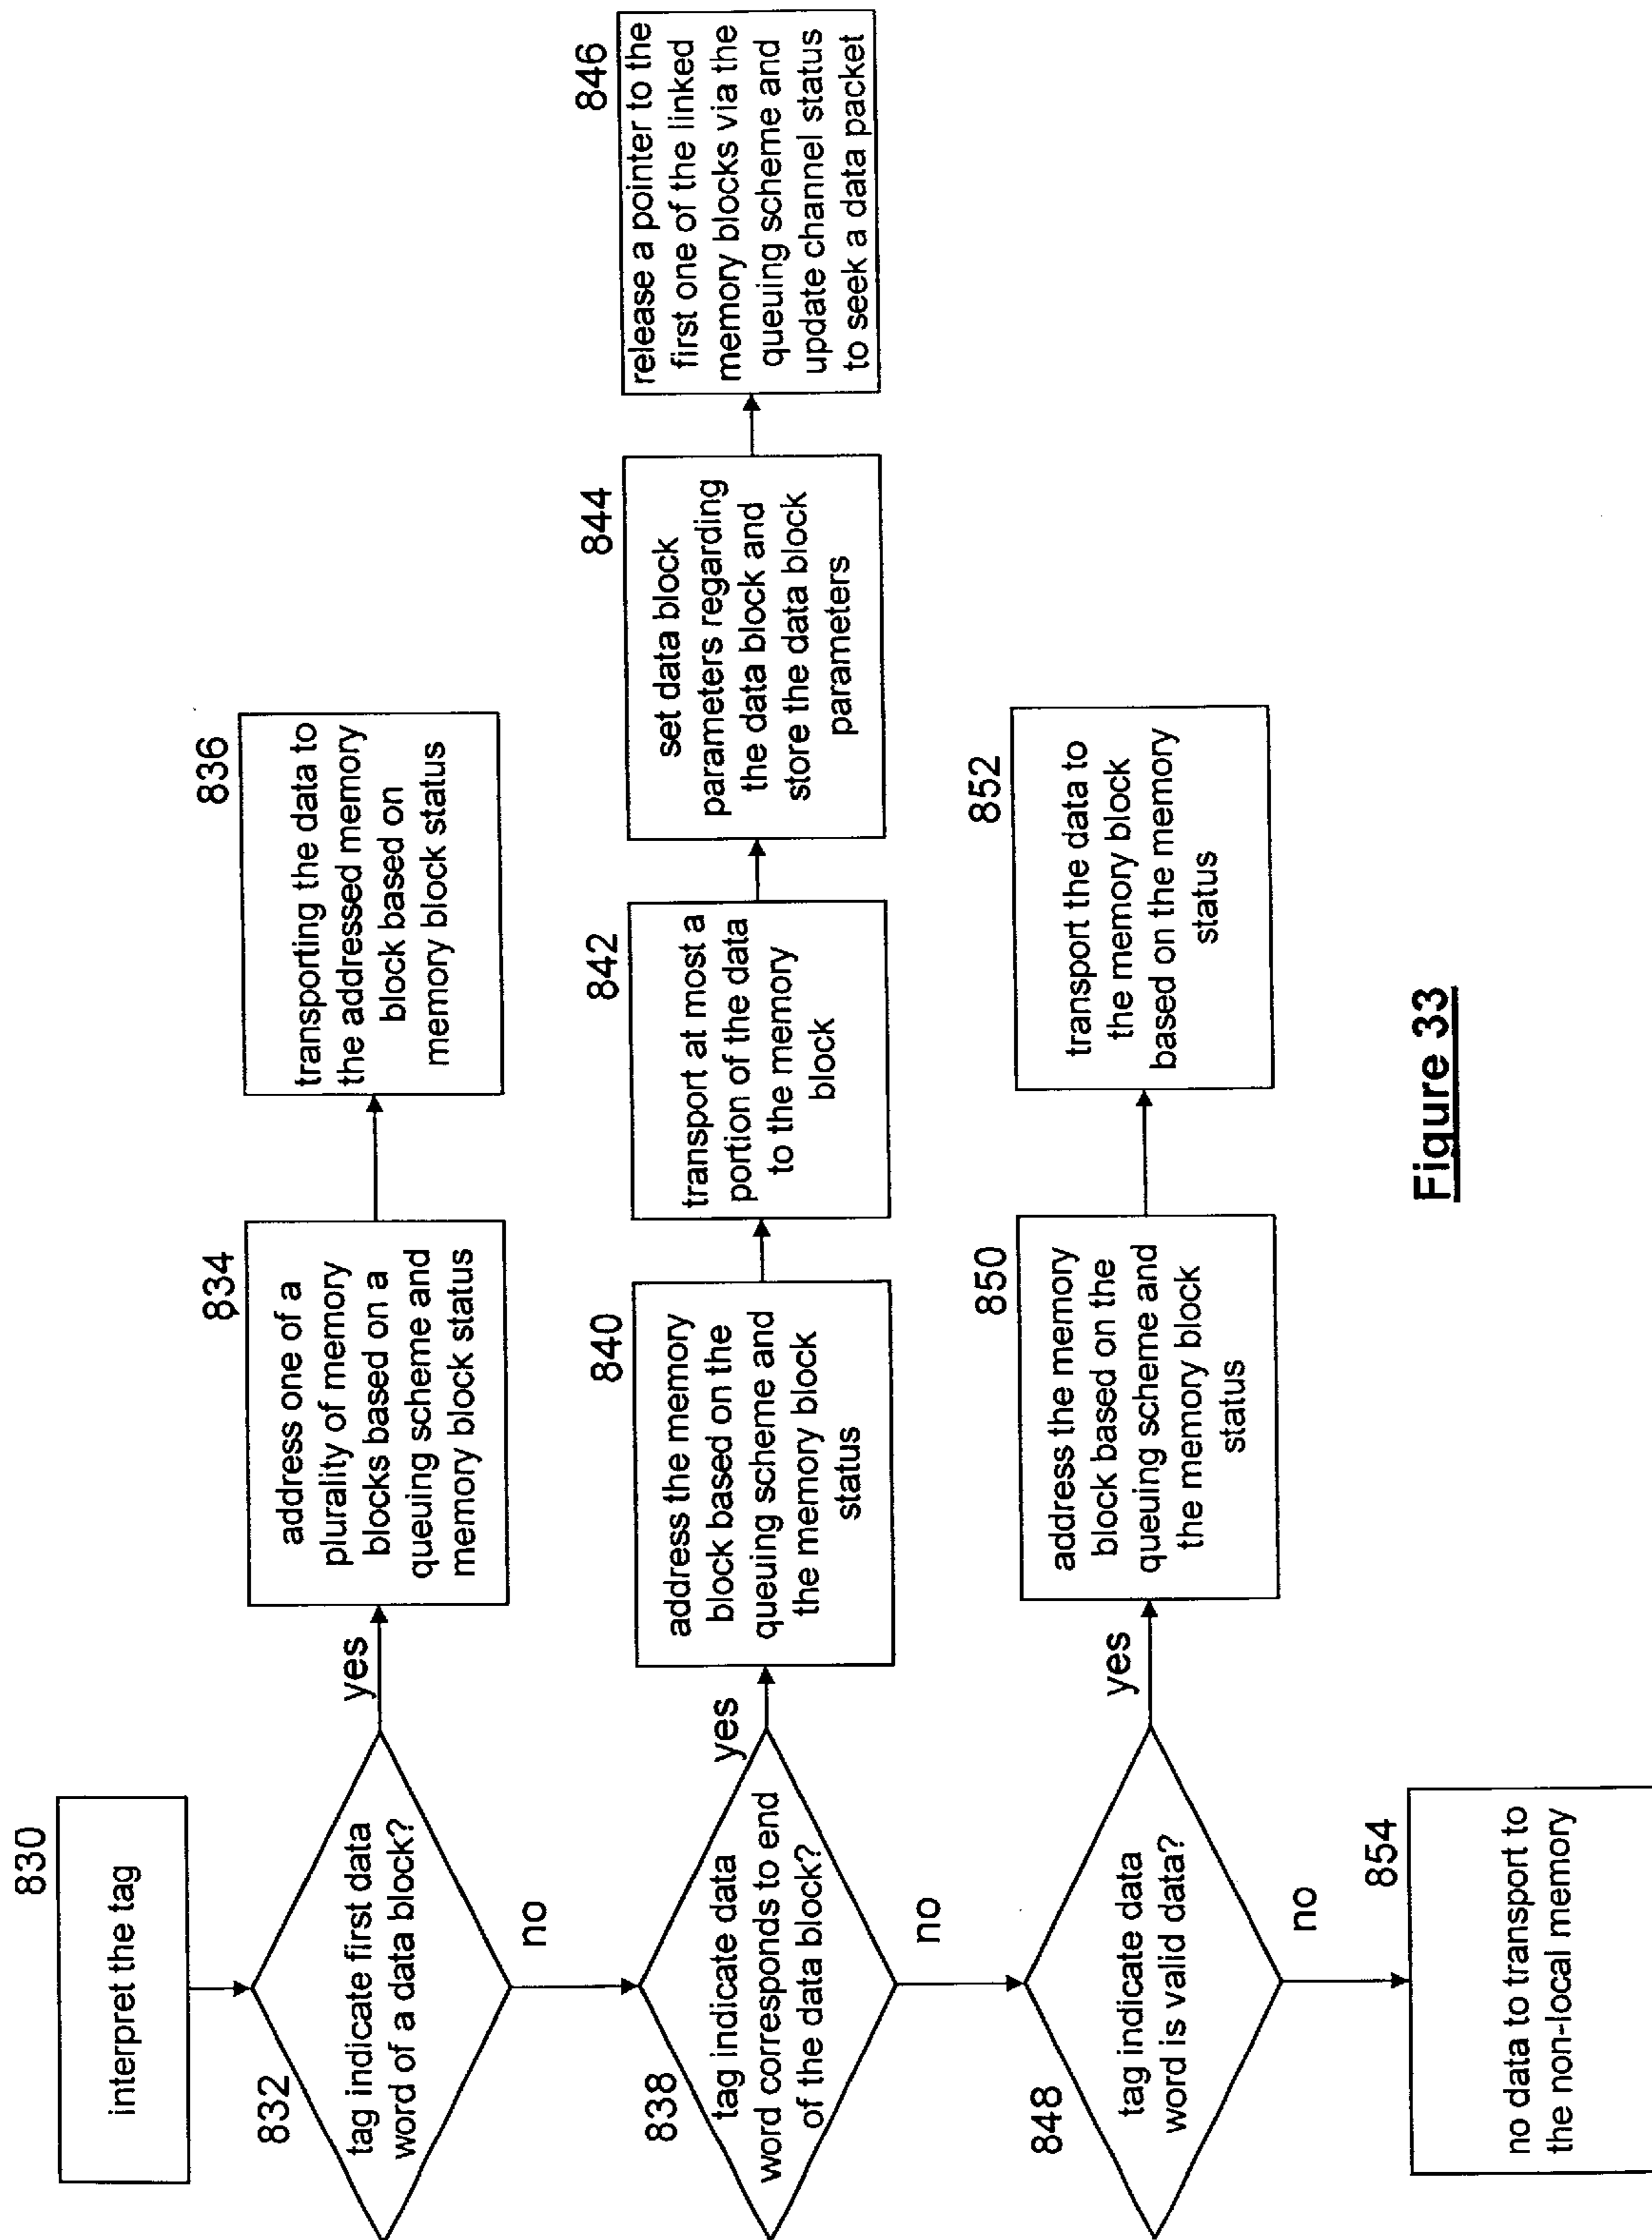 830
interpret the tag
832
tag indicate first data
word of a data block?
yes
834
address one of a
plurality of memory
blocks based on a
queuing scheme and
memory block status
836
transporting the data to
the addressed memory
block based on
memory block status
no
838
tag indicate data
word corresponds to end
of the data block?
yes
840
address the memory
block based on the
queuing scheme and
the memory block
status
842
transport at most a
portion of the data
to the memory
block
844
set data block
parameters regarding
the data block and
store the data block
parameters
846
release a pointer to the
first one of the linked
memory blocks via the
queuing scheme and
update channel status
to seek a data packet
no
848
tag indicate data
word is valid data?
yes
850
address the memory
block based on the
queuing scheme and
the memory block
status
852
transport the data to
the memory block
based on the memory
status
no
854
no data to transport to
the non-local memory
Figure 33